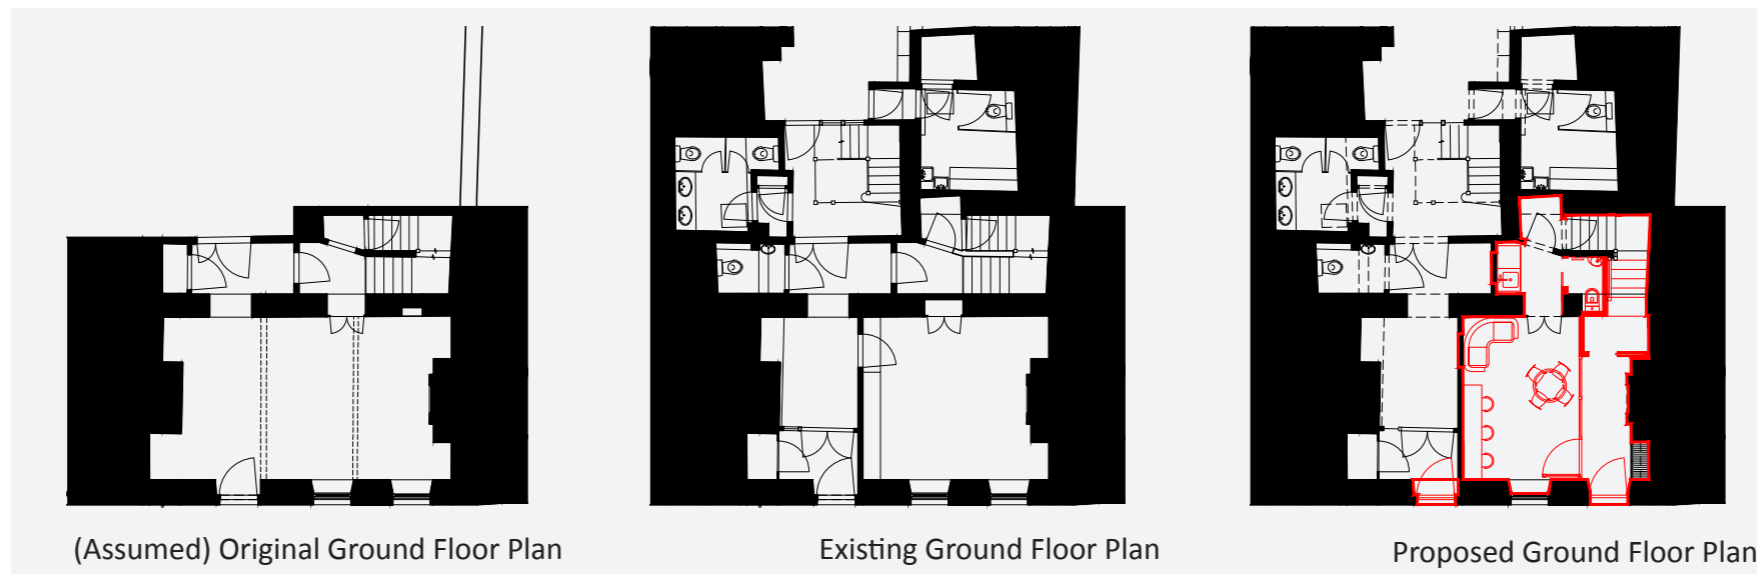 (Assumed) Original Ground Floor Plan
Existing Ground Floor Plan
Proposed Ground Floor Plan